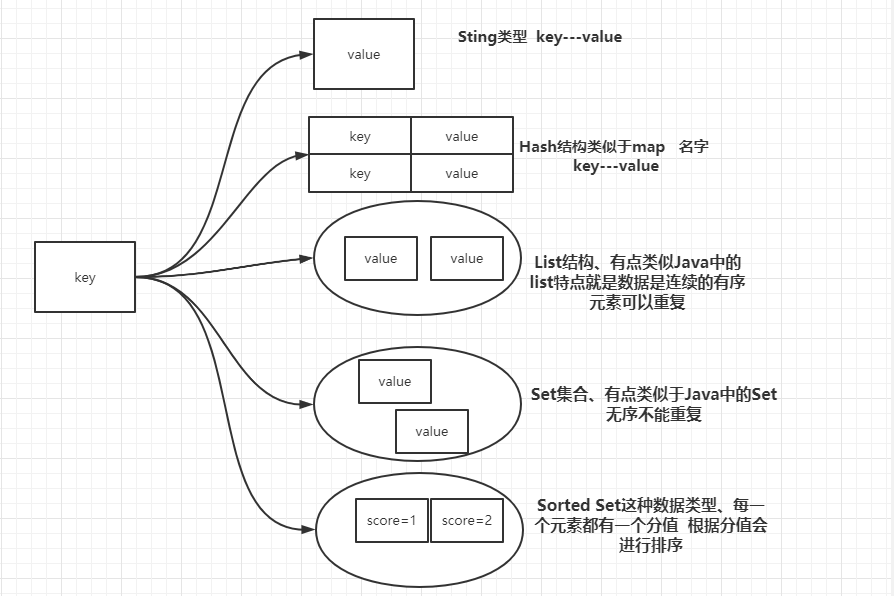 value
Sting类型 key---value
key value
key value
Hash结构类似于map 名字
key---value
key
value value
List结构、有点类似Java中的
list特点就是数据是连续的有序
元素可以重复
value
value
Set集合、有点类似于Java中的Set
无序不能重复
score=1 score=2
Sorted Set这种数据类型、每一
个元素都有一个分值 根据分值会
进行排序